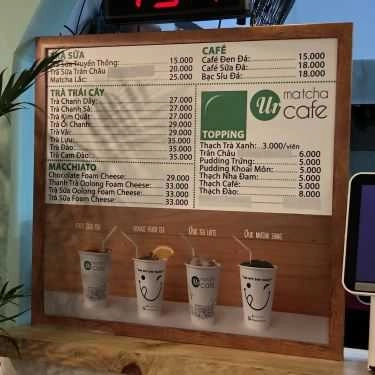 TRÀ SỮA
Trà Sữa Truyền Thống: 15.000
Trà Sữa Trân Châu 20.000
Matcha Lắc: 25.000
TRÀ TRÁI CÂY
Trà Chanh Dây: 27.000
Trà Chanh Sả: 27.000
Trà Kim Quất: 27.000
Trà Ổi Chanh: 29.000
Trà Vải: 29.000
Trà Lựu: 35.000
Trà Đào: 35.000
Trà Cam Đào: 35.000
MACCHIATO
Chocolate Foam Cheese: 29.000
Thanh Trà Oolong Foam Cheese: 33.000
Trà Oolong Foam Cheese: 33.000
Trà Sữa Foam Cheese: 33.000
CAFÉ
Café Đen Đá: 15.000
Café Sữa Đá: 18.000
Bạc Sỉu Đá: 18.000
TOPPING
Ur matcha cafe
Thạch Trà Xanh: 3.000/viên
Trân Châu 6.000
Pudding Trứng: 5.000
Pudding Khoai Môn: 5.000
Thạch Nha Đam: 5.000
Thạch Café: 5.000
Thạch Đào: 8.000
Ur cafe